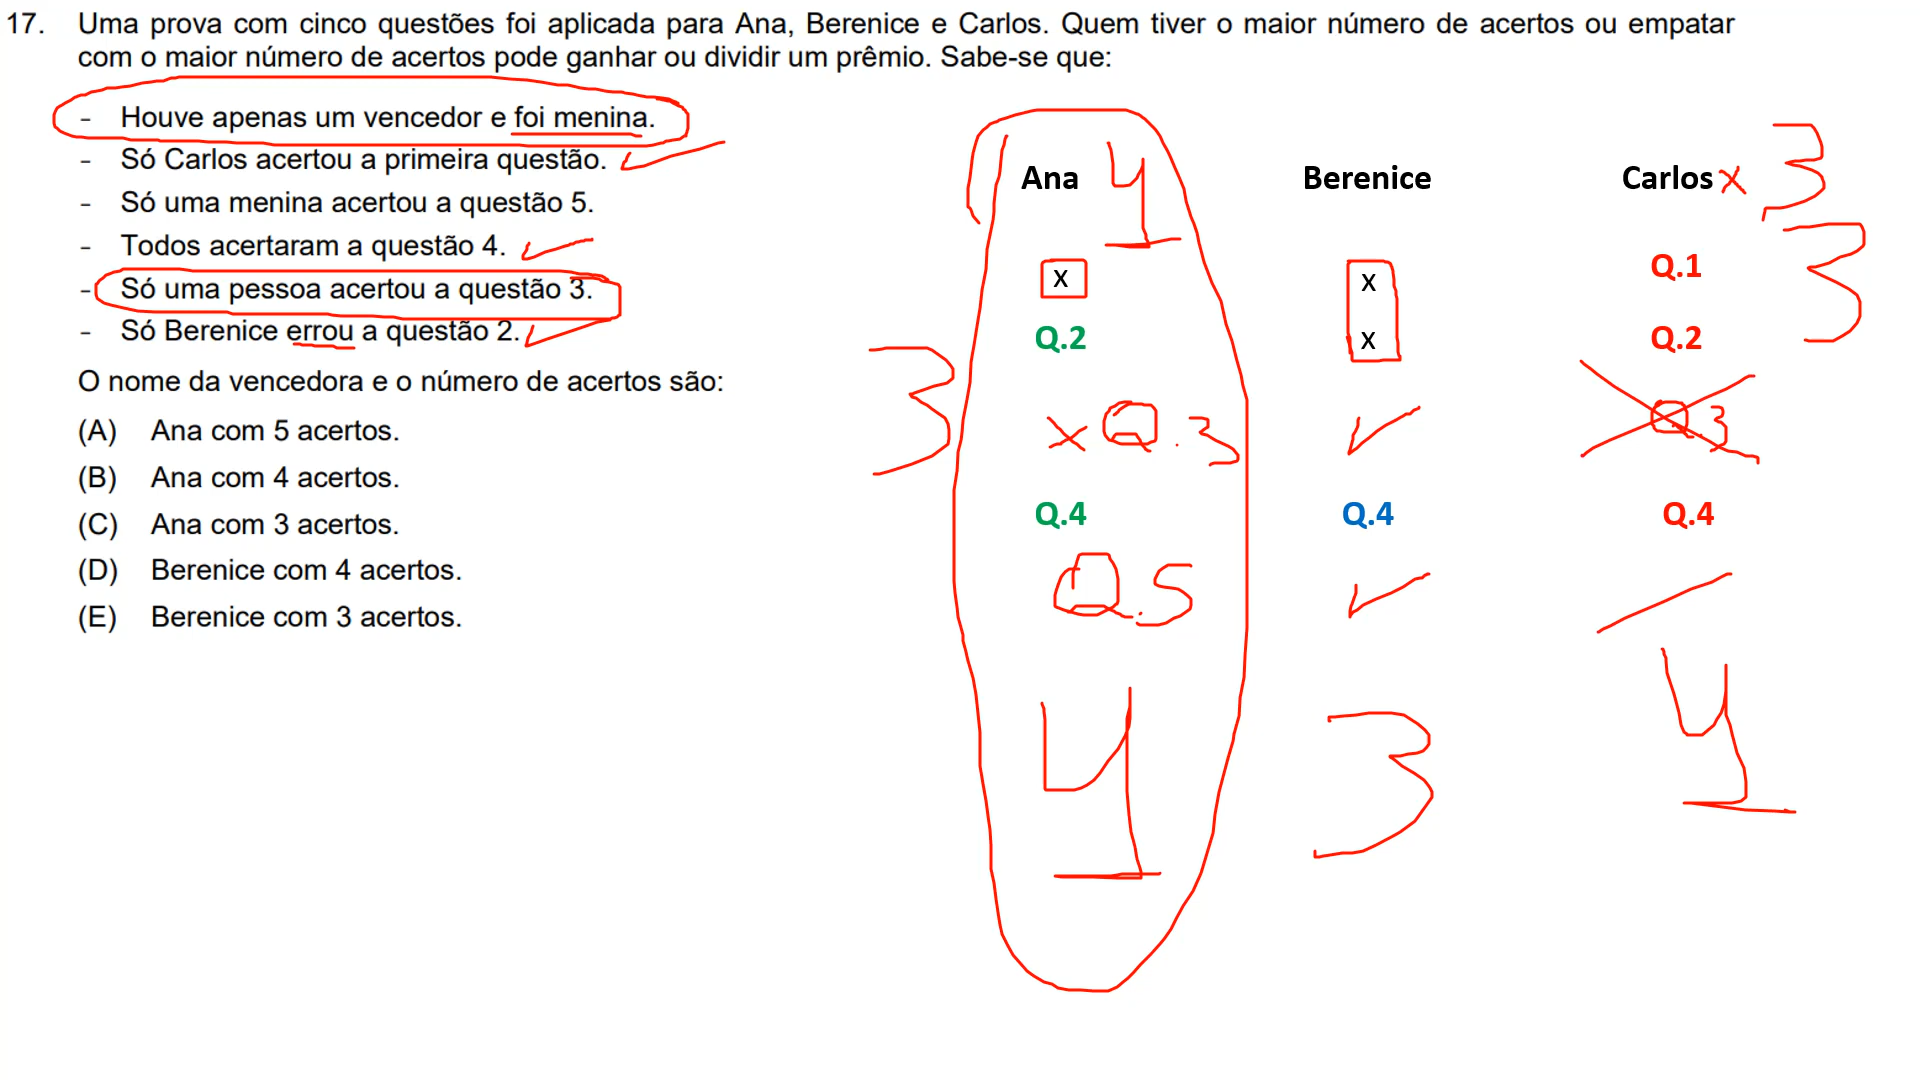 17. Uma prova com cinco questões foi aplicada para Ana, Berenice e Carlos. Quem tiver o maior número de acertos ou empatar
com o maior número de acertos pode ganhar ou dividir um prêmio. Sabe-se que:
- Houve apenas um vencedor e foi menina.
- Só Carlos acertou a primeira questão.
- Só uma menina acertou a questão 5.
- Todos acertaram a questão 4.
- Só uma pessoa acertou a questão 3.
- Só Berenice errou a questão 2.
O nome da vencedora e o número de acertos são:
(A) Ana com 5 acertos.
(B) Ana com 4 acertos.
(C) Ana com 3 acertos.
(D) Berenice com 4 acertos.
(E) Berenice com 3 acertos.
Ana 4 Berenice Carlos x 3
x x Q.1 3
Q.2 x Q.2
3 x Q.3 Q.3
Q.4 Q.4 Q.4
Q.5
4 3 4